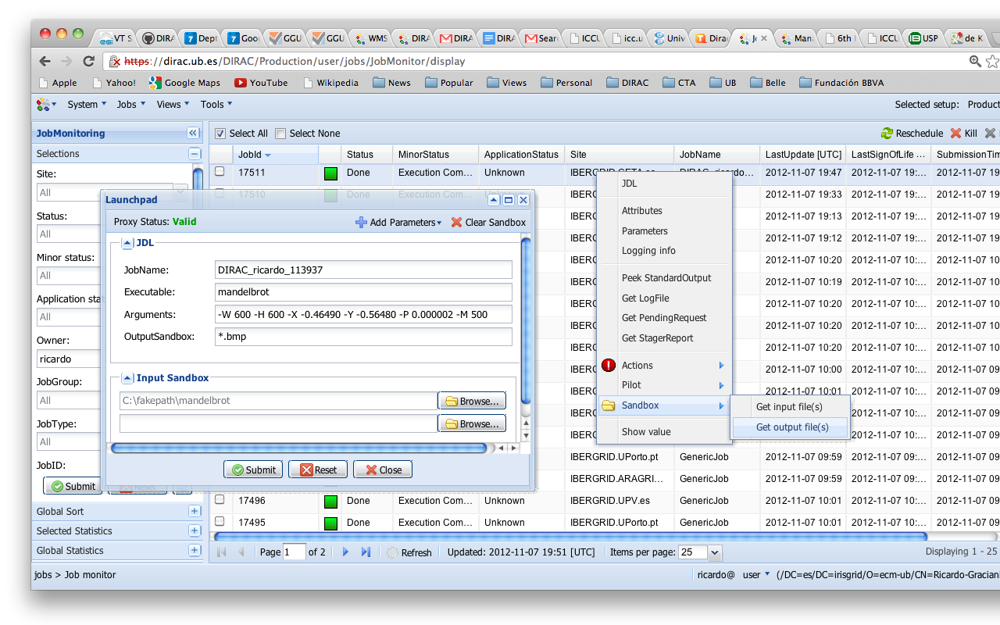 VT S DIRA Dept Goo GGU GGU WMS DIRA DIRA DIRA Sear ICCU icc.u Univ Dira J Man 6th ICCU USP de K
https://dirac.ub.es/DIRAC/Production/user/jobs/JobMonitor/display
Apple Yahoo! Google Maps YouTube Wikipedia News Popular Views Personal DIRAC CTA UB Belle Fundación BBVA
System Jobs Views Tools Selected setup: Product
JobMonitoring
Select All Select None Reschedule Kill
Selections
JobId Status MinorStatus ApplicationStatus Site JobName LastUpdate [UTC] LastSignOfLife ... SubmissionTim
Site:
All
Status:
All
Minor status:
All
Application stat
All
Owner:
ricardo
JobGroup:
All
JobType:
All
JobID:
Submit Reset
Global Sort
Selected Statistics
Global Statistics
17511 Done Execution Com... Unknown IBERGRID.CETA.es DIRAC_ricardo... 2012-11-07 19:47 2012-11-07 19:... 2012-11-07 19
17510 Done Execution Com... IBERG 2012-11-07 19:49 2012-11-07 19:... 2012-11-07 19
IBERG 2012-11-07 19:13 2012-11-07 19:... 2012-11-07 19
IBERG 2012-11-07 19:12 2012-11-07 19:... 2012-11-07 19
IBERG 2012-11-07 10:20 2012-11-07 10:... 2012-11-07 09
IBERG 2012-11-07 10:19 2012-11-07 10:... 2012-11-07 09
IBERG 2012-11-07 10:20 2012-11-07 10:... 2012-11-07 09
IBERG 2012-11-07 10:20 2012-11-07 10:... 2012-11-07 09
IBERG 2012-11-07 10:20 2012-11-07 10:... 2012-11-07 09
IBERG 2012-11-07 10:00 2012-11-07 10:... 2012-11-07 09
IBERG 2012-11-07 10:01 2012-11-07 10:... 2012-11-07 09
IBERGRID.UPorto.pt GenericJob 2012-11-07 09:59 2012-11-07 10:... 2012-11-07 09
IBERGRID.ARAGRI... GenericJob 2012-11-07 09:59 2012-11-07 10:... 2012-11-07 09
17496 Done Execution Com... Unknown IBERGRID.UPV.es GenericJob 2012-11-07 10:01 2012-11-07 10:... 2012-11-07 09
17495 Done Execution Com... Unknown IBERGRID.UPorto.pt GenericJob 2012-11-07 10:01 2012-11-07 10:... 2012-11-07 09
Launchpad
Proxy Status: Valid Add Parameters Clear Sandbox
JDL
JobName: DIRAC_ricardo_113937
Executable: mandelbrot
Arguments: -W 600 -H 600 -X -0.46490 -Y -0.56480 -P 0.000002 -M 500
OutputSandbox: *.bmp
Input Sandbox
C:\fakepath\mandelbrot Browse...
Browse...
Submit Reset Close
JDL
Attributes
Parameters
Logging info
Peek StandardOutput
Get LogFile
Get PendingRequest
Get StagerReport
Actions
Pilot
Sandbox
Show value
Get input file(s)
Get output file(s)
Page 1 of 2 Refresh Updated: 2012-11-07 19:51 [UTC] Items per page: 25 Displaying 1 - 25
jobs > Job monitor ricardo@ user (/DC=es/DC=irisgrid/O=ecm-ub/CN=Ricardo-Graciani